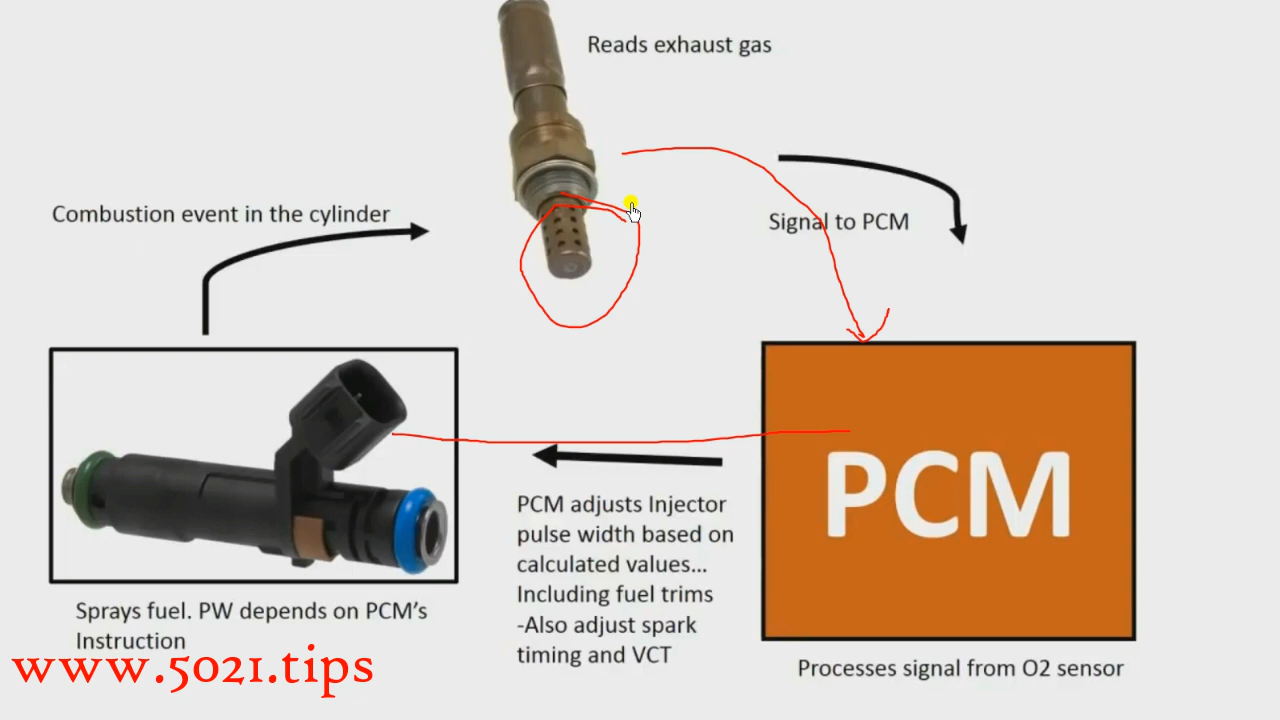 Reads exhaust gas
Combustion event in the cylinder
Signal to PCM
PCM
PCM adjusts Injector
pulse width based on
calculated values...
Including fuel trims
-Also adjust spark
timing and VCT
Sprays fuel. PW depends on PCM's
Instruction
Processes signal from O2 sensor
www.5021.tips